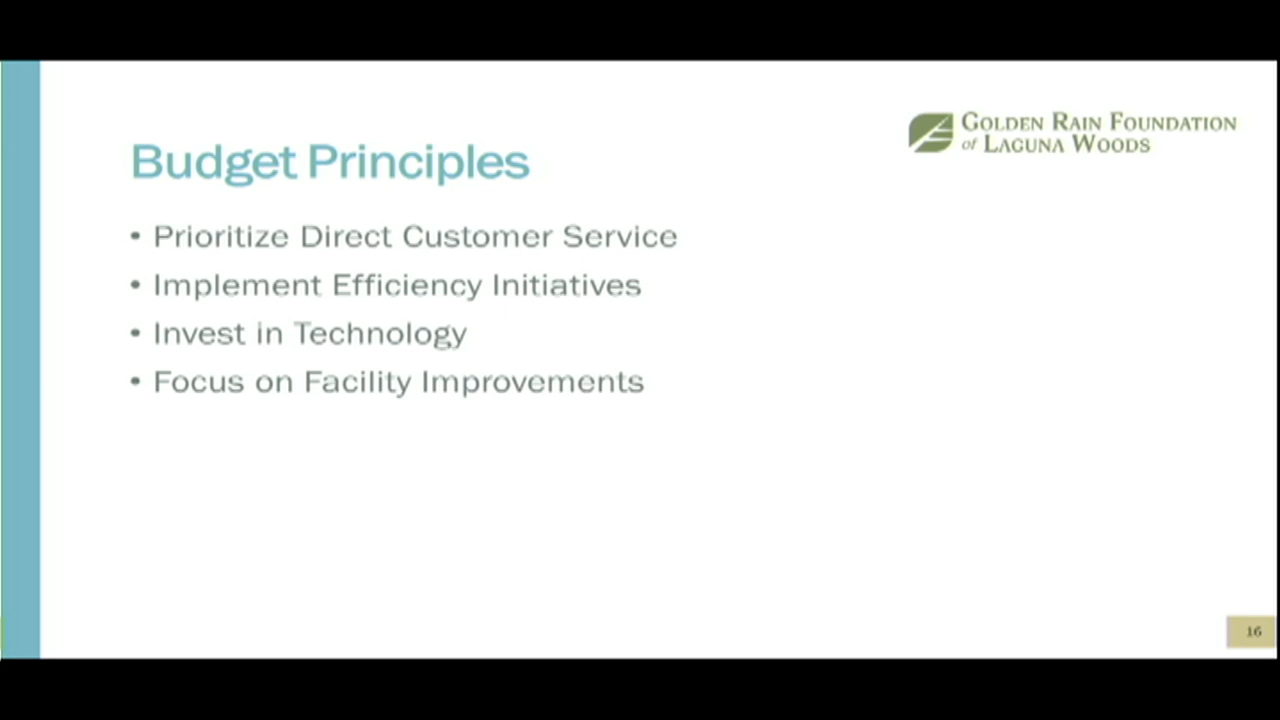 GOLDEN RAIN FOUNDATION
of LAGUNA WOODS
Budget Principles
• Prioritize Direct Customer Service
• Implement Efficiency Initiatives
• Invest in Technology
• Focus on Facility Improvements
16